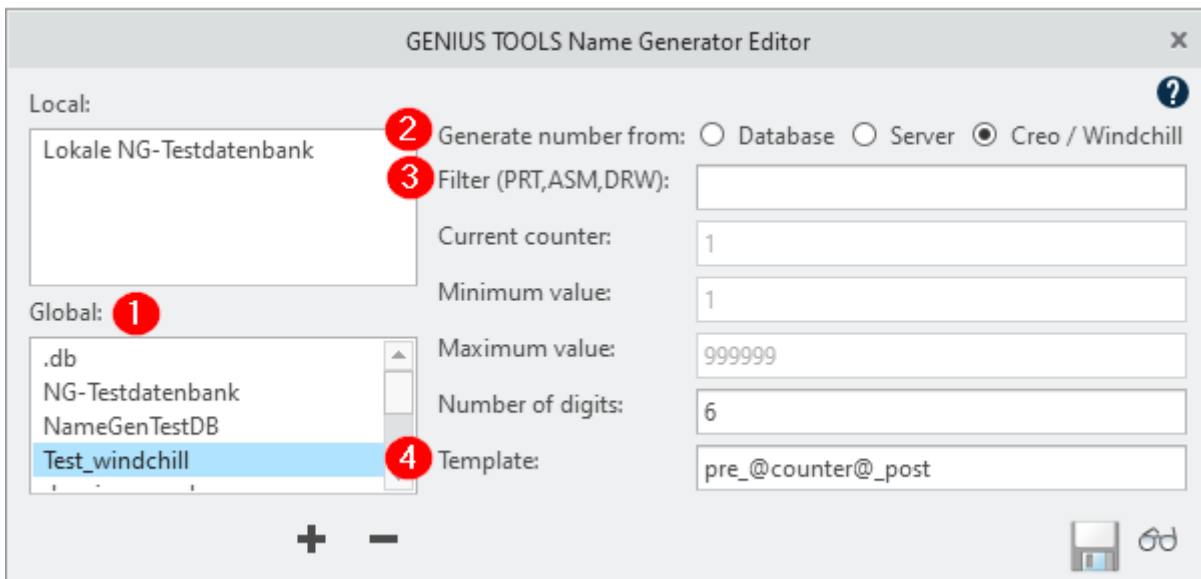 GENIUS TOOLS Name Generator Editor
Local:
Lokale NG-Testdatenbank
Global: 1
.db
NG-Testdatenbank
NameGenTestDB
Test_windchill
2 Generate number from: Database Server Creo / Windchill
3 Filter (PRT,ASM,DRW):
Current counter: 1
Minimum value: 1
Maximum value: 999999
Number of digits: 6
4 Template: pre_@counter@_post